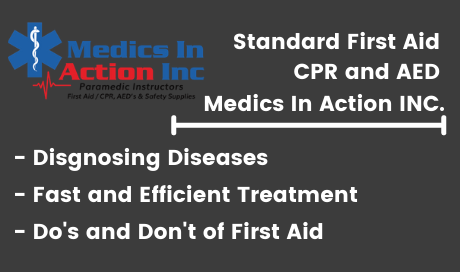 Medics In
Action Inc
Paramedic Instructors
First Aid / CPR, AED's & Safety Supplies
Standard First Aid
CPR and AED
Medics In Action INC.
- Disgnosing Diseases
- Fast and Efficient Treatment
- Do's and Don't of First Aid